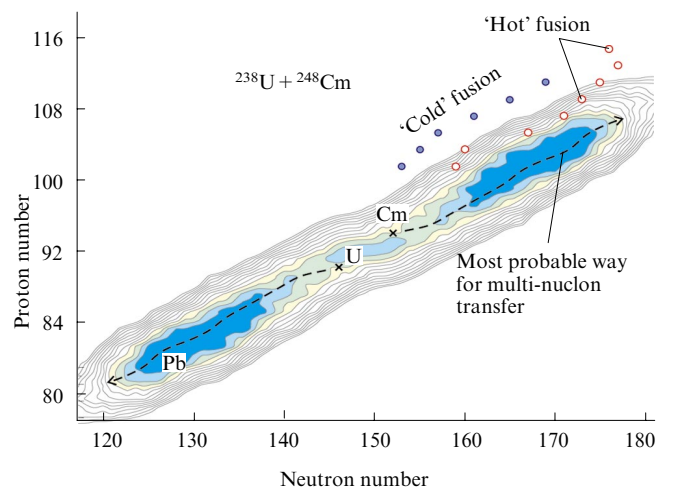 116
108
100
92
84
80
Proton number
²³⁸U + ²⁴⁸Cm
‘Cold’ fusion
‘Hot’ fusion
Cm
U
Pb
Most probable way
for multi-nuclon
transfer
120 130 140 150 160 170 180
Neutron number